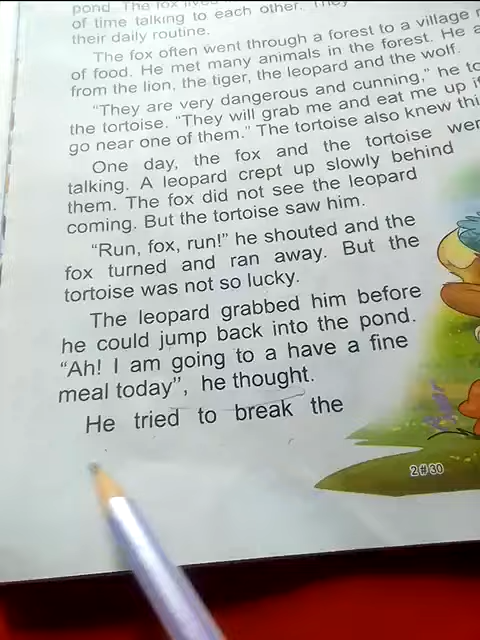 pond The fox
of time talking to each other. They
their daily routine.
The fox often went through a forest to a village
of food. He met many animals in the forest. He
from the lion, the tiger, the leopard and the wolf.
"They are very dangerous and cunning," he
the tortoise. "They will grab me and eat me up
go near one of them." The tortoise also knew
One day, the fox and the tortoise
talking. A leopard crept up slowly behind
them. The fox did not see the leopard
coming. But the tortoise saw him.
"Run, fox, run!" he shouted and the
fox turned and ran away. But the
tortoise was not so lucky.
The leopard grabbed him before
he could jump back into the pond.
"Ah! I am going to a have a fine
meal today", he thought.
He tried to break the
2#30